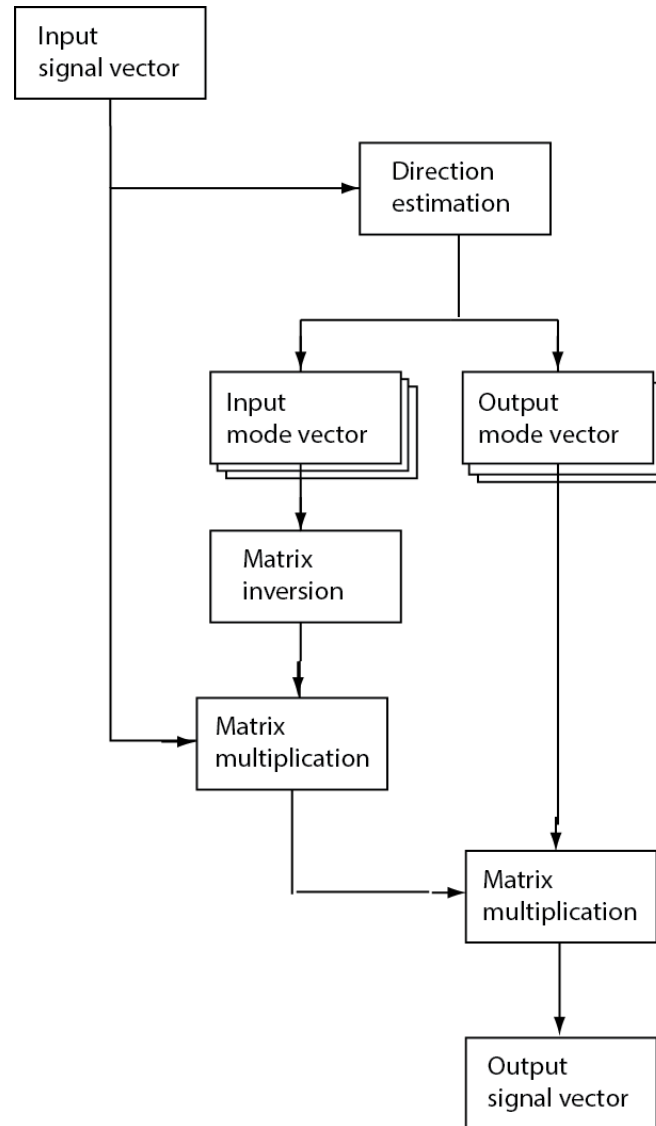 Input
signal vector
Direction
estimation
Input
mode vector
Output
mode vector
Matrix
inversion
Matrix
multiplication
Matrix
multiplication
Output
signal vector